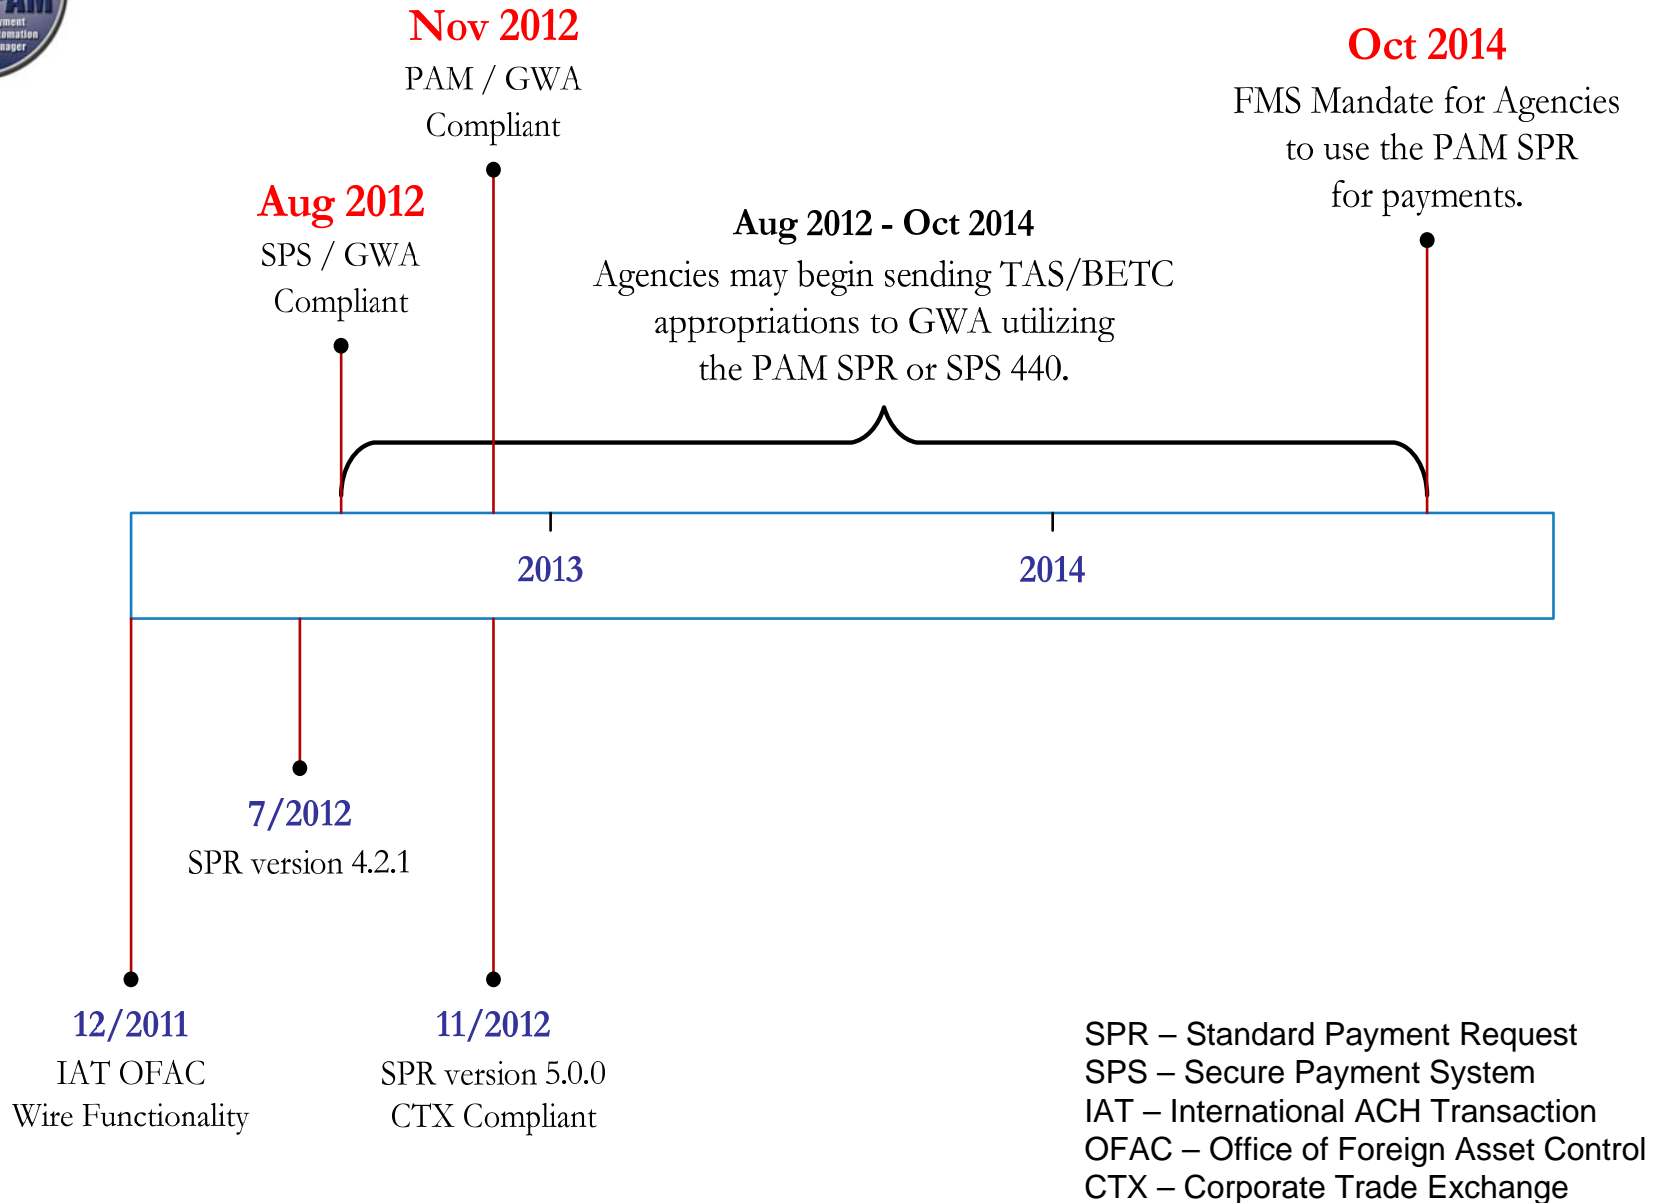 PAM
Nov 2012
PAM / GWA
Compliant
Oct 2014
FMS Mandate for Agencies
to use the PAM SPR
for payments.
Aug 2012
SPS / GWA
Compliant
Aug 2012 - Oct 2014
Agencies may begin sending TAS/BETC
appropriations to GWA utilizing
the PAM SPR or SPS 440.
2013
2014
7/2012
SPR version 4.2.1
12/2011
IAT OFAC
Wire Functionality
11/2012
SPR version 5.0.0
CTX Compliant
SPR – Standard Payment Request
SPS – Secure Payment System
IAT – International ACH Transaction
OFAC – Office of Foreign Asset Control
CTX – Corporate Trade Exchange